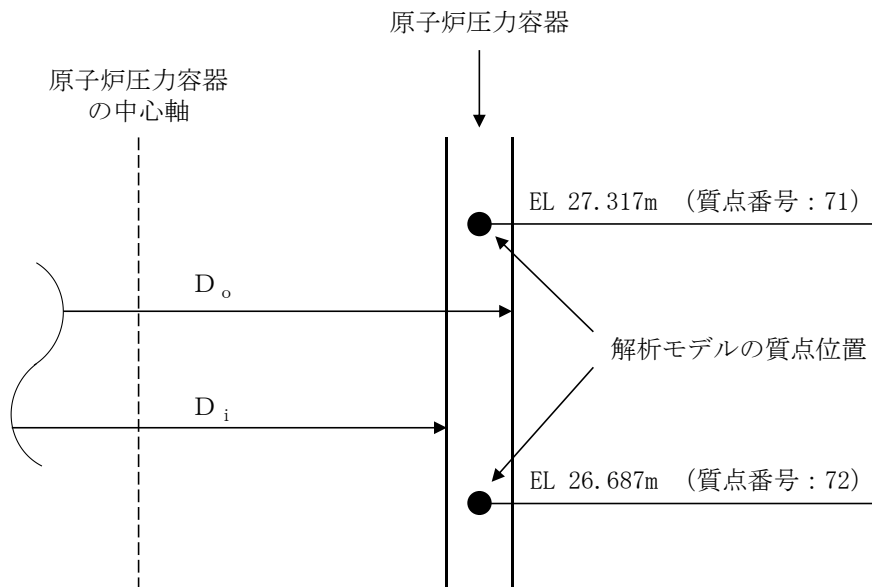 原子炉圧力容器
原子炉圧力容器
の中心軸
EL 27.317m （質点番号：71）
Ｄｏ
解析モデルの質点位置
Ｄｉ
EL 26.687m （質点番号：72）